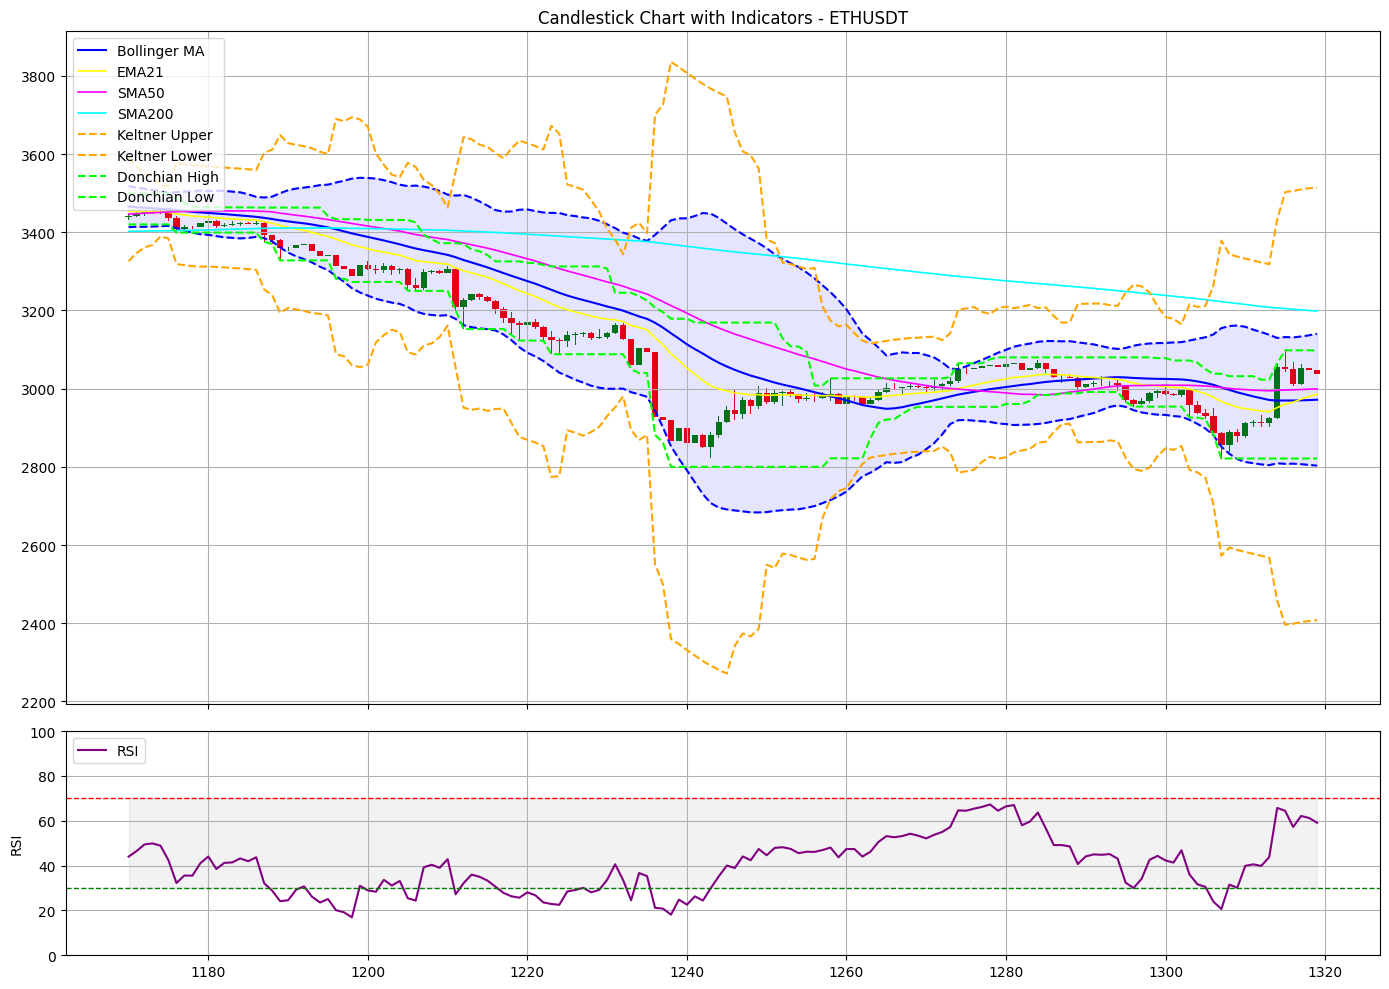 Candlestick Chart with Indicators - ETHUSDT
Bollinger MA
EMA21
SMA50
SMA200
Keltner Upper
Keltner Lower
Donchian High
Donchian Low
3800
3600
3400
3200
3000
2800
2600
2400
2200
RSI
100
80
60
40
20
0
RSI
1180
1200
1220
1240
1260
1280
1300
1320